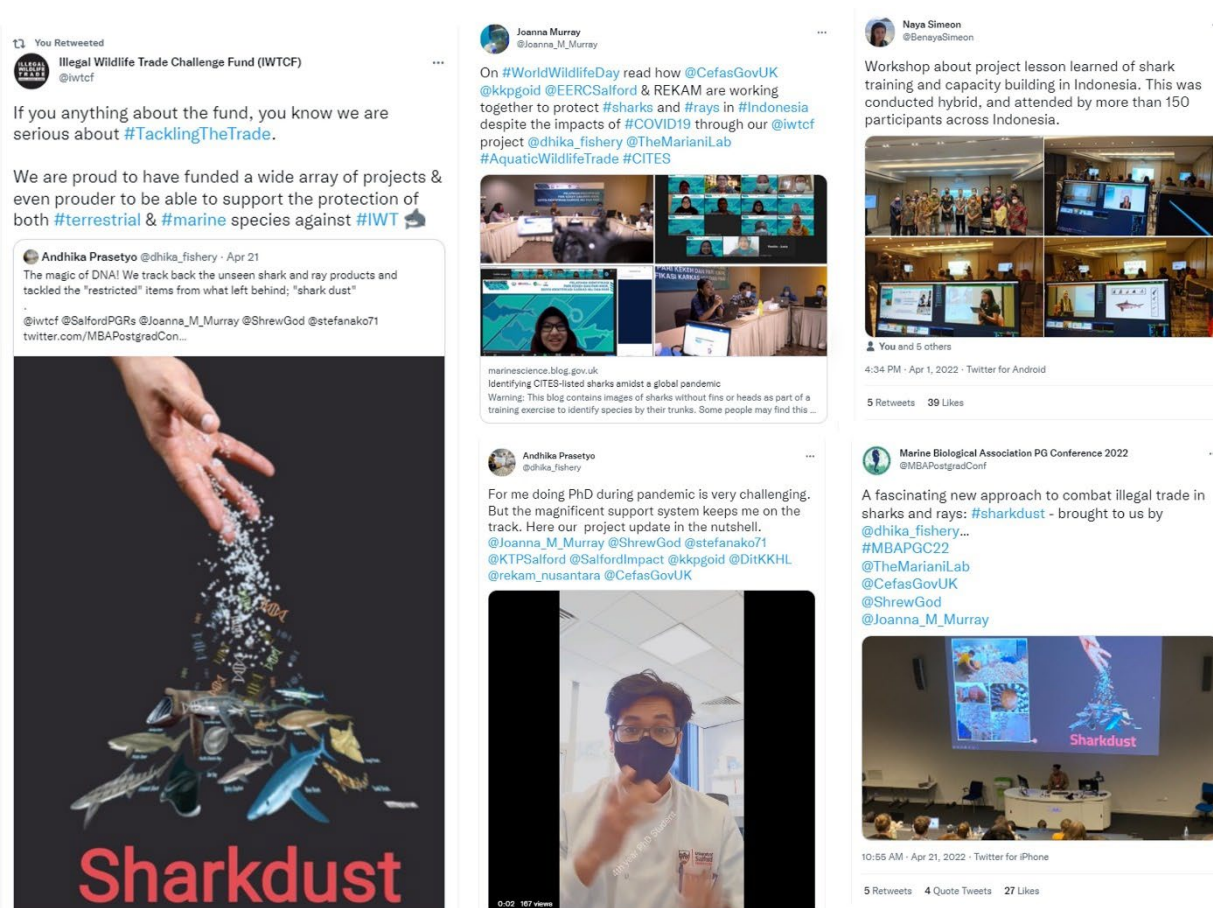 You Retweeted
ILLEGAL
WILDLIFE
TRADE
Illegal Wildlife Trade Challenge Fund (IWTCF)
@iwtcf
If you anything about the fund, you know we are
serious about #TacklingTheTrade.
We are proud to have funded a wide array of projects &
even prouder to be able to support the protection of
both #terrestrial & #marine species against #IWT
Andhika Prasetyo @dhika_fishery · Apr 21
The magic of DNA! We track back the unseen shark and ray products and
tackled the "restricted" items from what left behind; "shark dust"
.
@iwtcf @SalfordPGRs @Joanna_M_Murray @ShrewGod @stefanako71
twitter.com/MBAPostgradCon...
Sharkdust
Joanna Murray
@Joanna_M_Murray
On #WorldWildlifeDay read how @CefasGovUK
@kkpgoid @EERCSalford & REKAM are working
together to protect #sharks and #rays in #Indonesia
despite the impacts of #COVID19 through our @iwtcf
project @dhika_fishery @TheMarianiLab
#AquaticWildlifeTrade #CITES
marinescience.blog.gov.uk
Identifying CITES-listed sharks amidst a global pandemic
Warning: This blog contains images of sharks without fins or heads as part of a
training exercise to identify species by their trunks. Some people may find this ...
Andhika Prasetyo
@dhika_fishery
For me doing PhD during pandemic is very challenging.
But the magnificent support system keeps me on the
track. Here our project update in the nutshell.
@Joanna_M_Murray @ShrewGod @stefanako71
@KTPSalford @SalfordImpact @kkpgoid @DitKKHL
@rekam_nusantara @CefasGovUK
0:02 167 views
Naya Simeon
@BenayaSimeon
Workshop about project lesson learned of shark
training and capacity building in Indonesia. This was
conducted hybrid, and attended by more than 150
participants across Indonesia.
You and 5 others
4:34 PM · Apr 1, 2022 · Twitter for Android
5 Retweets 39 Likes
Marine Biological Association PG Conference 2022
@MBAPostgradConf
A fascinating new approach to combat illegal trade in
sharks and rays: #sharkdust - brought to us by
@dhika_fishery...
#MBAPGC22
@TheMarianiLab
@CefasGovUK
@ShrewGod
@Joanna_M_Murray
Sharkdust
10:55 AM · Apr 21, 2022 · Twitter for iPhone
5 Retweets 4 Quote Tweets 27 Likes